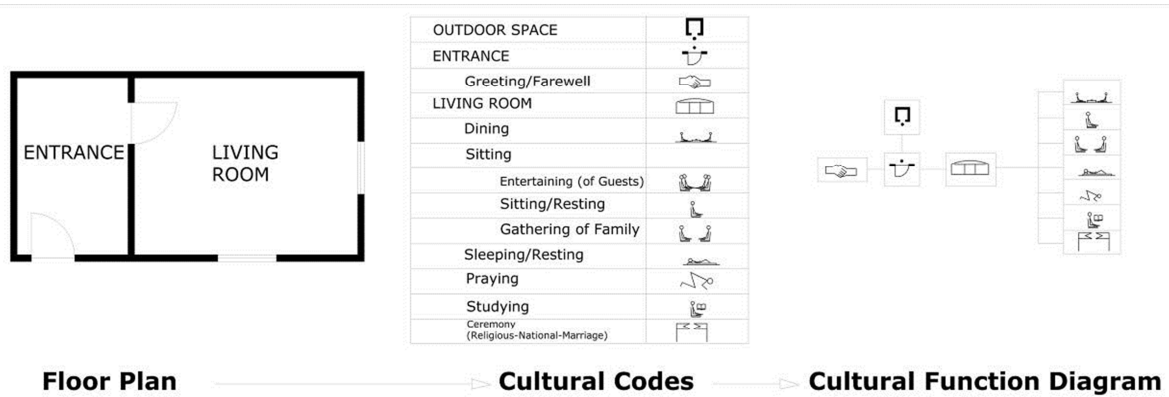 ENTRANCE
LIVING
ROOM
OUTDOOR SPACE
ENTRANCE
Greeting/Farewell
LIVING ROOM
Dining
Sitting
Entertaining (of Guests)
Sitting/Resting
Gathering of Family
Sleeping/Resting
Praying
Studying
Ceremony
(Religious-National-Marriage)
Floor Plan
Cultural Codes
Cultural Function Diagram